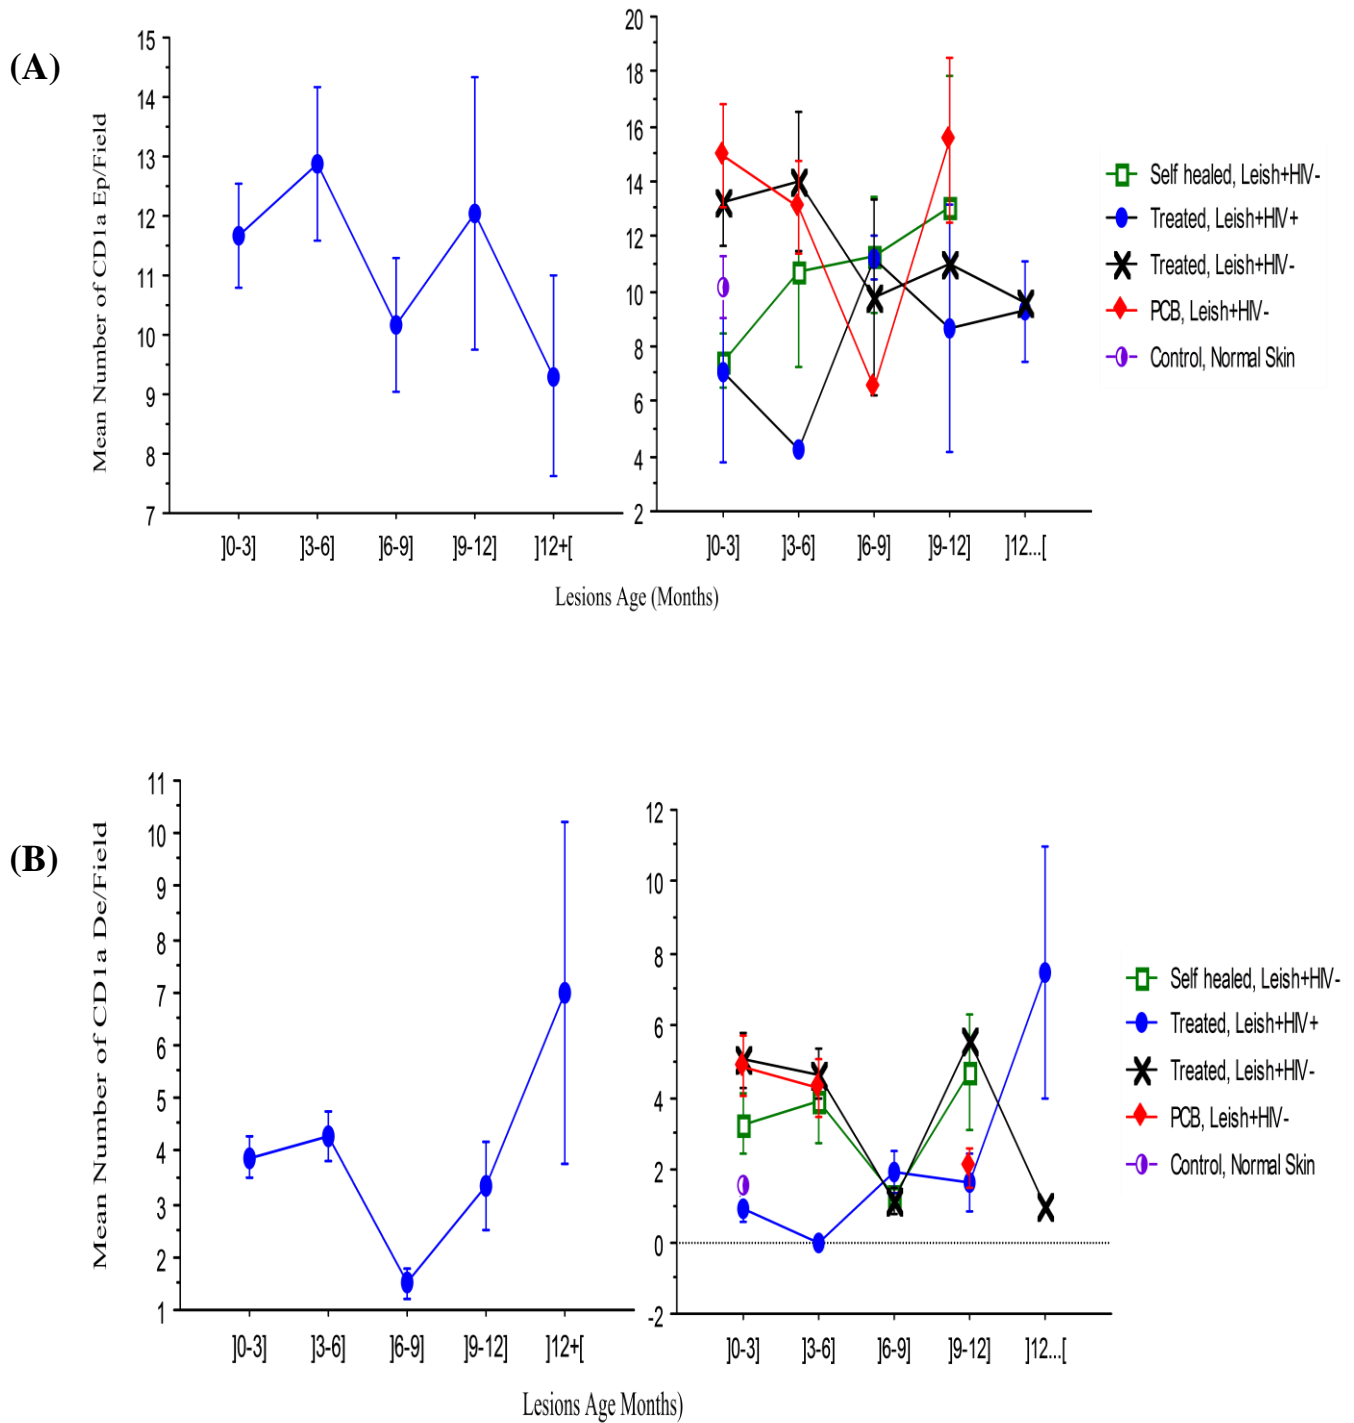 (A)
Mean Number of CD1a Ep/Field
15
14
13
12
11
10
9
8
7
]0-3] ]3-6] ]6-9] ]9-12] ]12+[
20
18
16
14
12
10
8
6
4
2
]0-3] ]3-6] ]6-9] ]9-12] ]12...[
Self healed, Leish+HIV-
Treated, Leish+HIV+
Treated, Leish+HIV-
PCB, Leish+HIV-
Control, Normal Skin
Lesions Age (Months)
(B)
Mean Number of CD1a De/Field
11
10
9
8
7
6
5
4
3
2
1
]0-3] ]3-6] ]6-9] ]9-12] ]12+[
12
10
8
6
4
2
0
-2
]0-3] ]3-6] ]6-9] ]9-12] ]12...[
Self healed, Leish+HIV-
Treated, Leish+HIV+
Treated, Leish+HIV-
PCB, Leish+HIV-
Control, Normal Skin
Lesions Age Months)